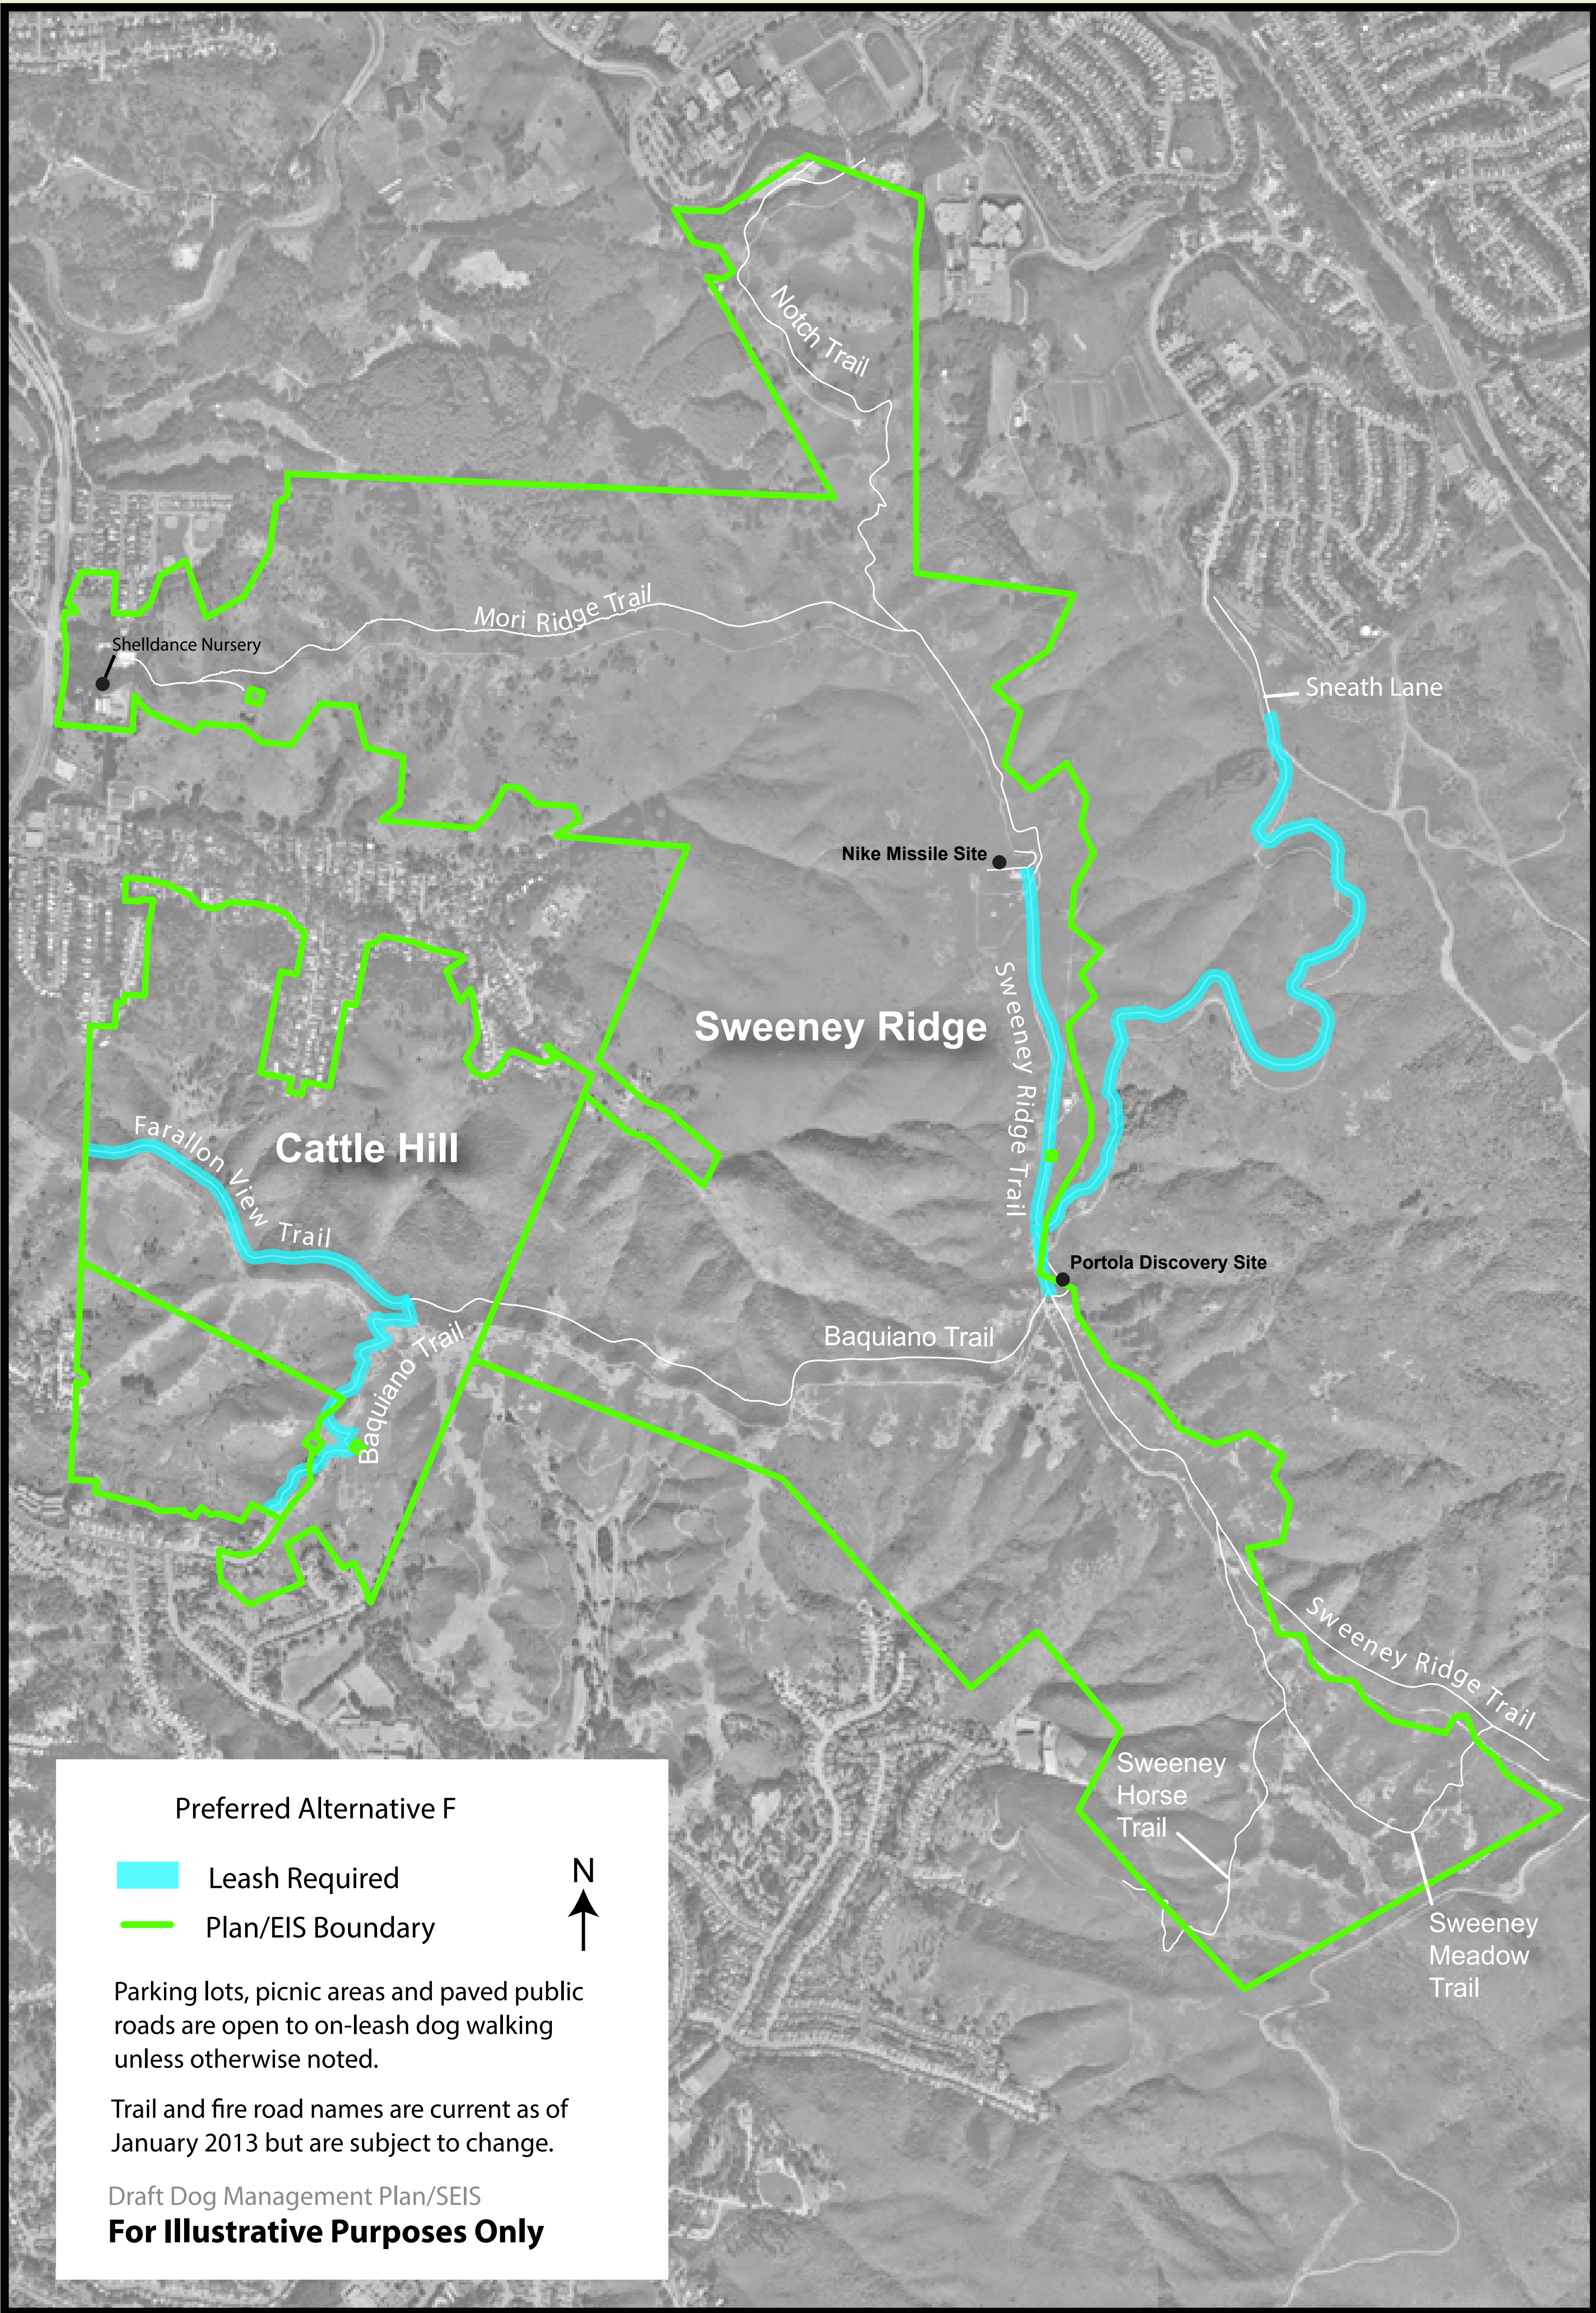 Notch Trail
Mori Ridge Trail
Shelldance Nursery
Sneath Lane
Nike Missile Site
Sweeney Ridge Trail
Sweeney Ridge
Farallon View Trail
Cattle Hill
Portola Discovery Site
Baquiano Trail
Baquiano Trail
Sweeney Ridge Trail
Sweeney
Horse
Trail
Sweeney
Meadow
Trail
Preferred Alternative F
Leash Required
N
Plan/EIS Boundary
Parking lots, picnic areas and paved public
roads are open to on-leash dog walking
unless otherwise noted.
Trail and fire road names are current as of
January 2013 but are subject to change.
Draft Dog Management Plan/SEIS
For Illustrative Purposes Only